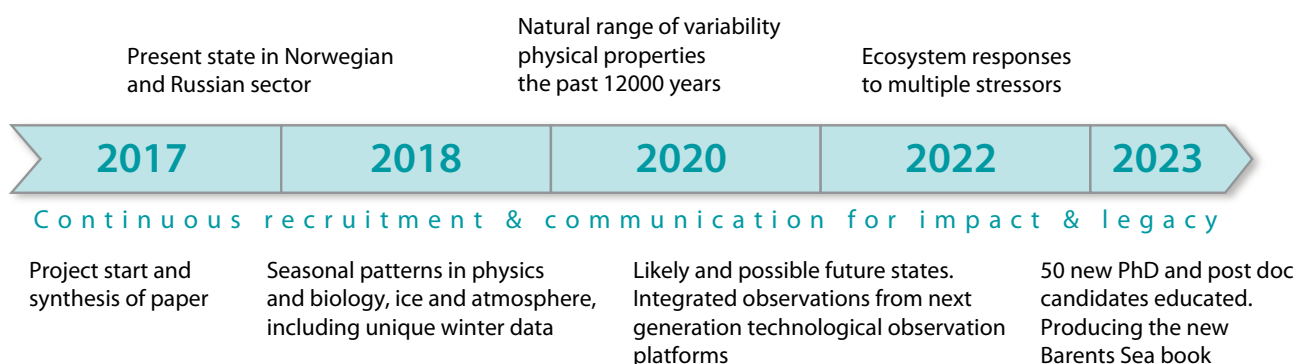 Present state in Norwegian
and Russian sector
Natural range of variability
physical properties
the past 12000 years
Ecosystem responses
to multiple stressors
2017
2018
2020
2022
2023
Continuous recruitment & communication for impact & legacy
Project start and
synthesis of paper
Seasonal patterns in physics
and biology, ice and atmosphere,
including unique winter data
Likely and possible future states.
Integrated observations from next
generation technological observation
platforms
50 new PhD and post doc
candidates educated.
Producing the new
Barents Sea book